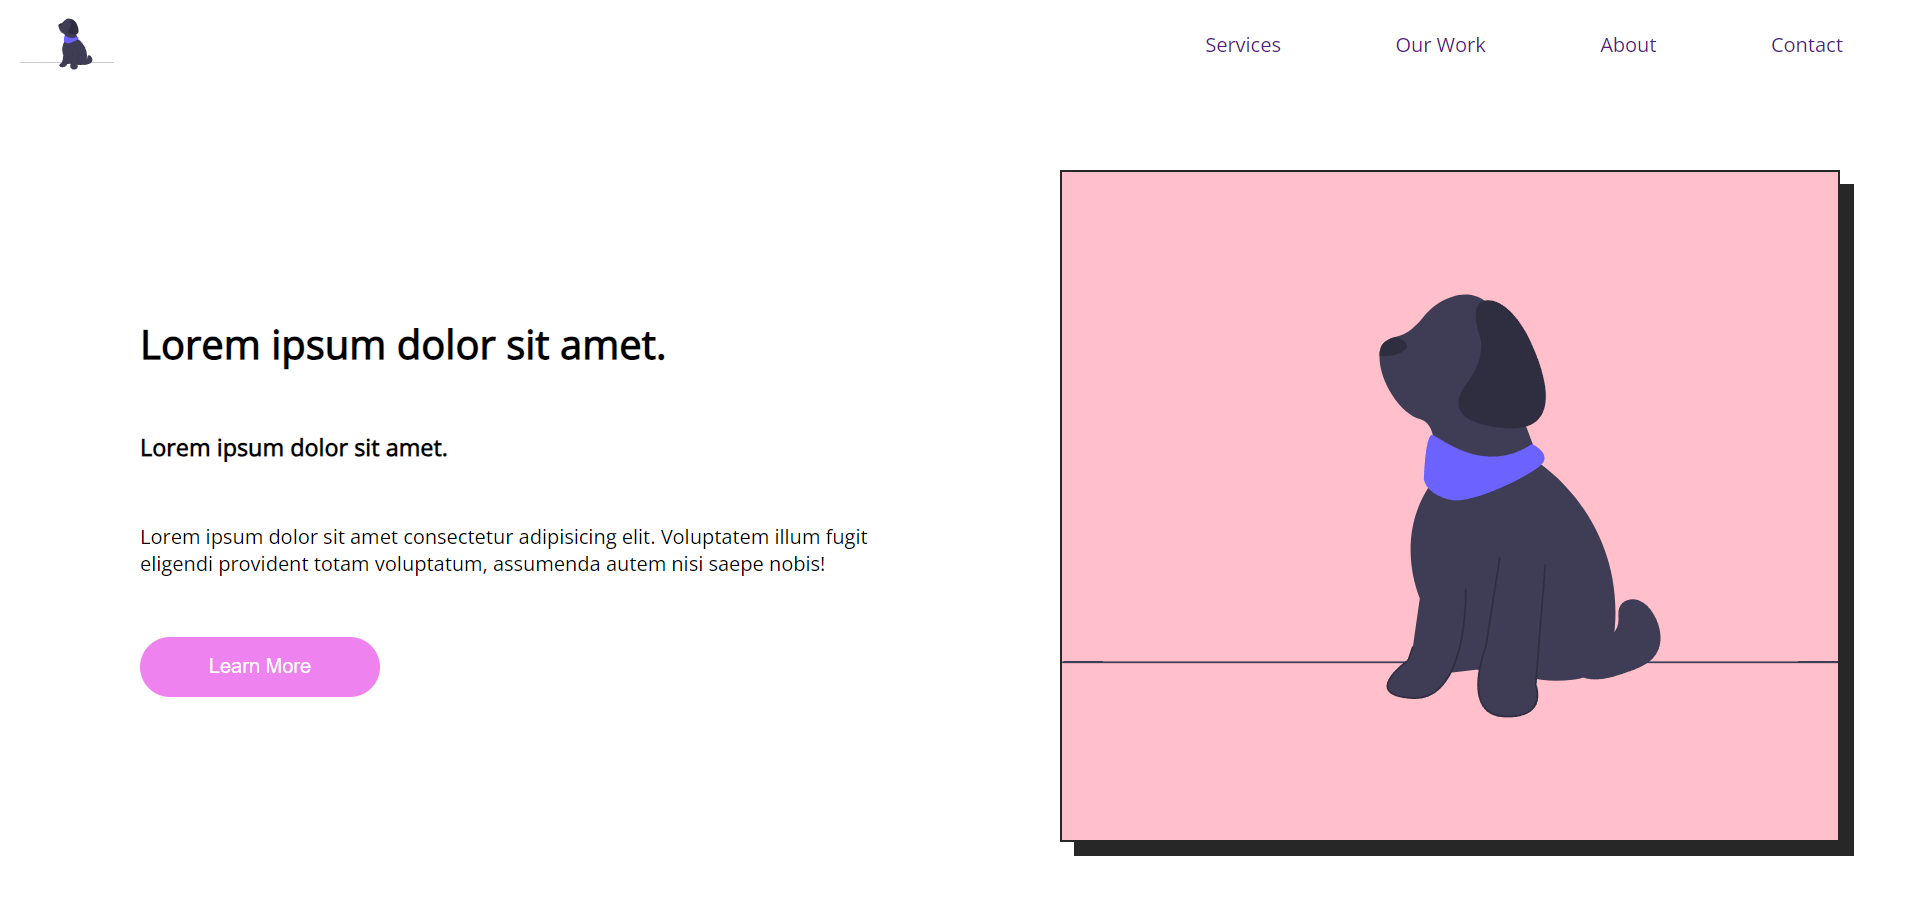 Services Our Work About Contact
Lorem ipsum dolor sit amet.
Lorem ipsum dolor sit amet.
Lorem ipsum dolor sit amet consectetur adipisicing elit. Voluptatem illum fugit
eligendi provident totam voluptatum, assumenda autem nisi saepe nobis!
Learn More